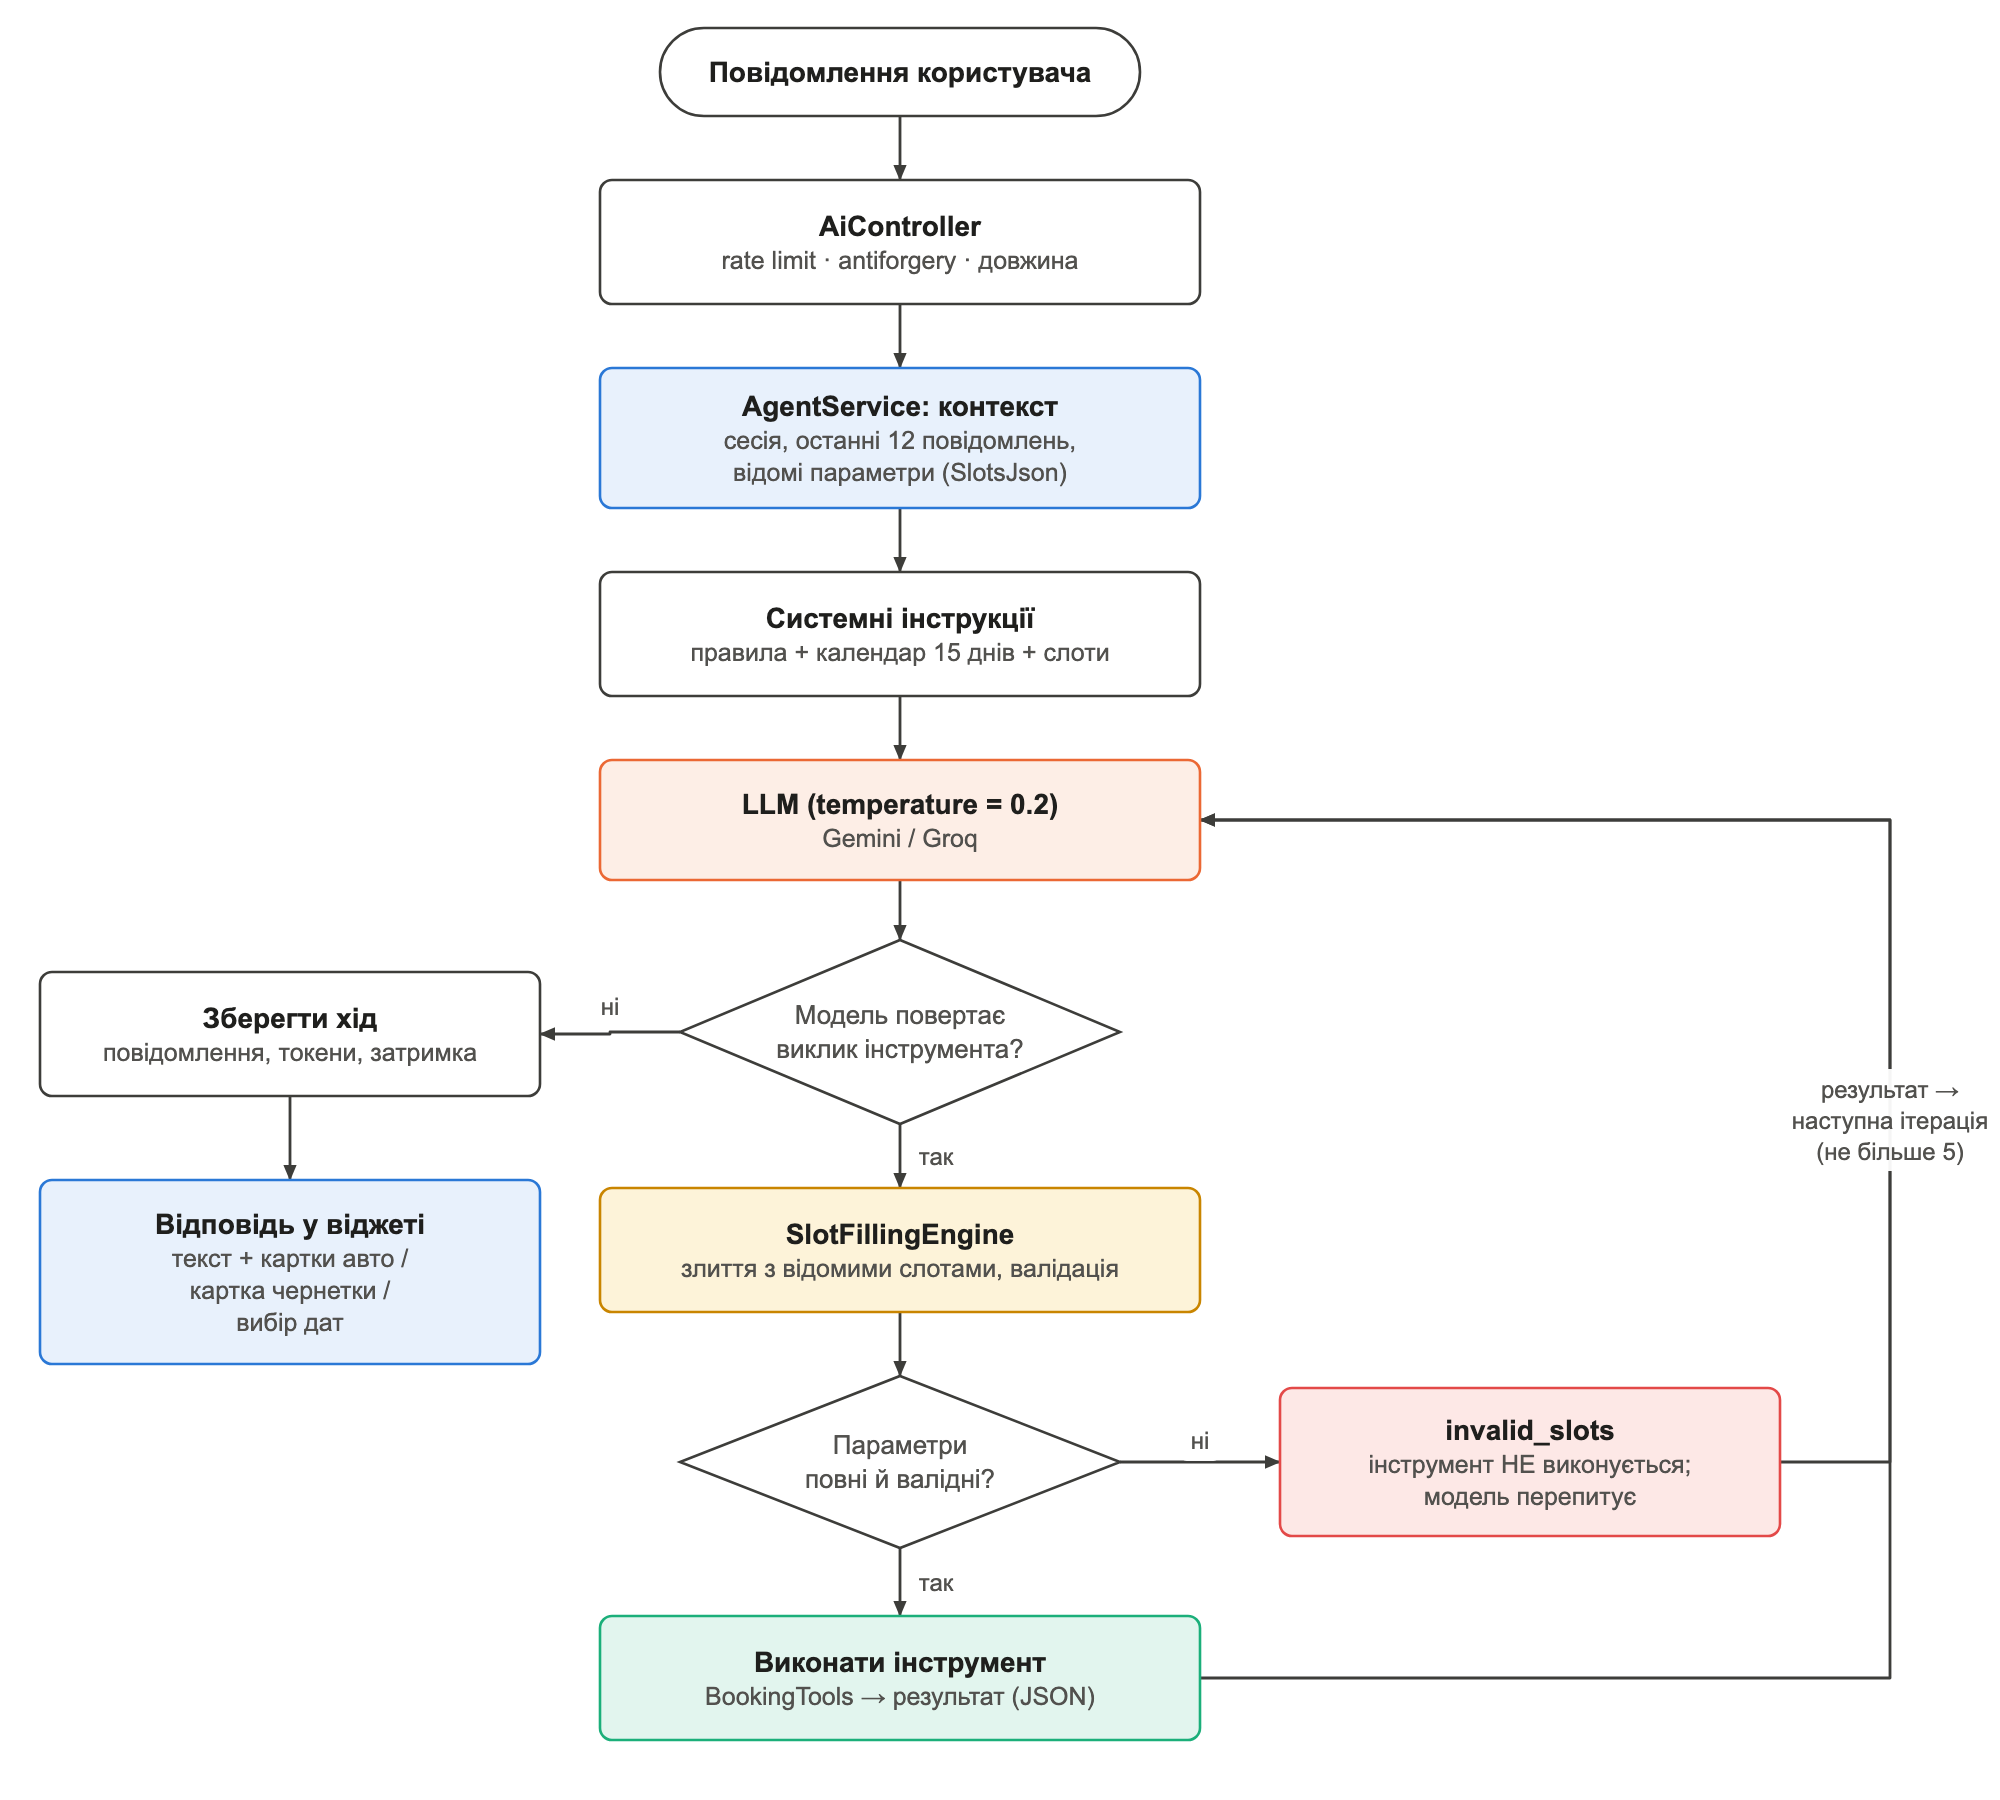 Повідомлення користувача
AiController
rate limit · antiforgery · довжина
AgentService: контекст
сесія, останні 12 повідомлень,
відомі параметри (SlotsJson)
Системні інструкції
правила + календар 15 днів + слоти
LLM (temperature = 0.2)
Gemini / Groq
Модель повертає
виклик інструмента?
ні
Зберегти хід
повідомлення, токени, затримка
Відповідь у віджеті
текст + картки авто /
картка чернетки /
вибір дат
так
SlotFillingEngine
злиття з відомими слотами, валідація
Параметри
повні й валідні?
ні
invalid_slots
інструмент НЕ виконується;
модель перепитує
так
Виконати інструмент
BookingTools → результат (JSON)
результат →
наступна ітерація
(не більше 5)